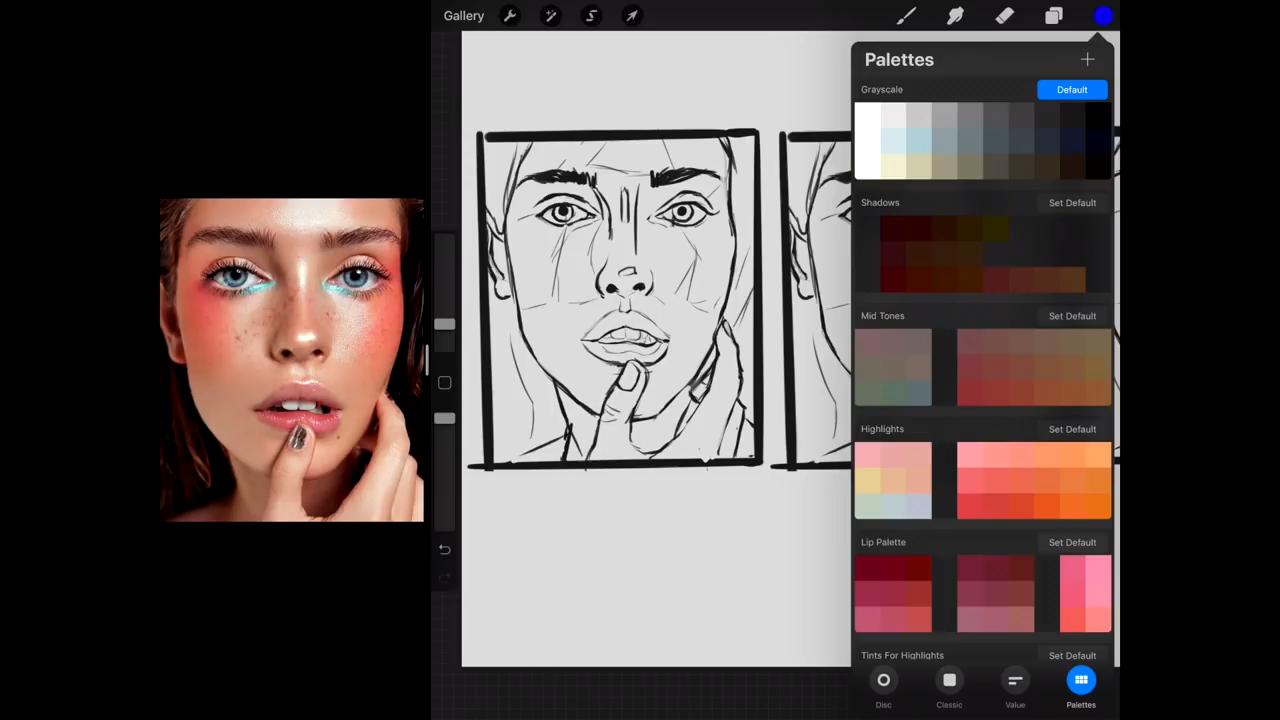 Gallery
Palettes
Grayscale
Default
Shadows
Set Default
Mid Tones
Set Default
Highlights
Set Default
Lip Palette
Set Default
Tints For Highlights
Set Default
Disc
Classic
Value
Palettes